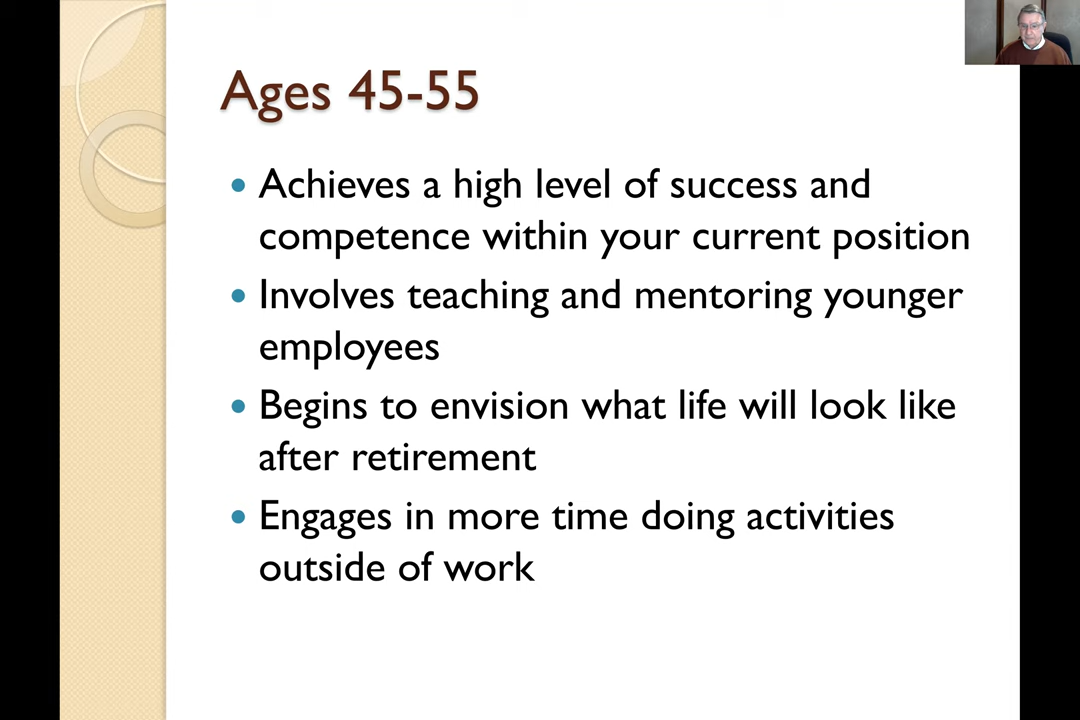 Ages 45-55
Achieves a high level of success and
competence within your current position
Involves teaching and mentoring younger
employees
Begins to envision what life will look like
after retirement
Engages in more time doing activities
outside of work